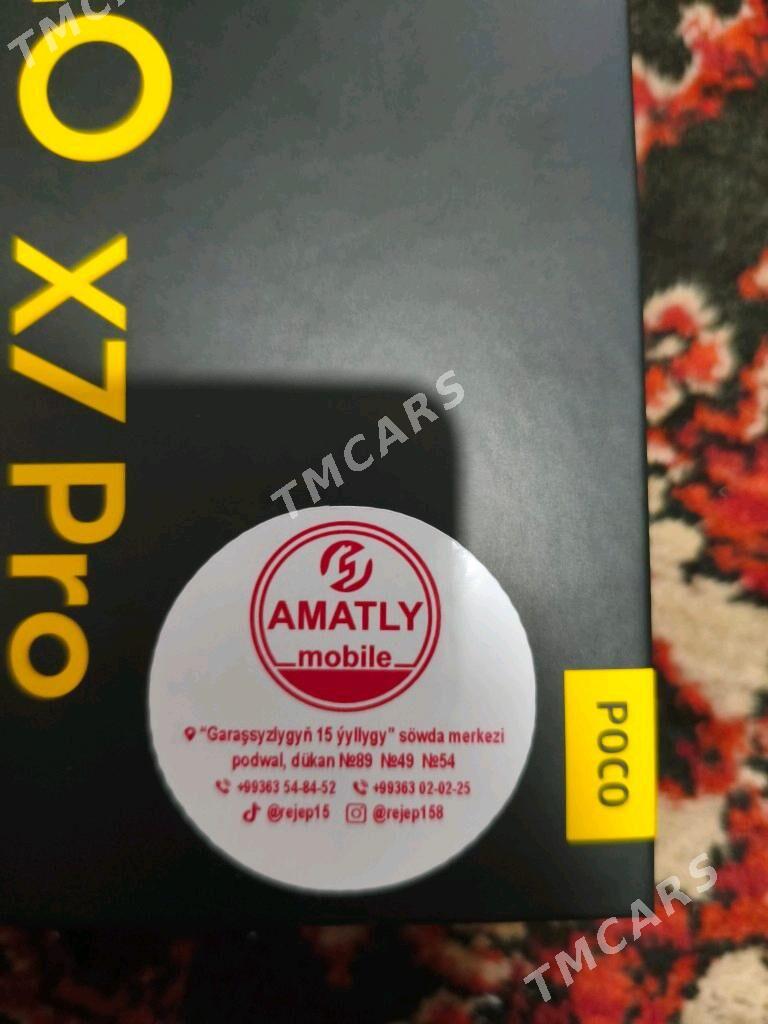 TMCARS
O X7 Pro
TMCARS
AMATLY
mobile
"Garaşsyzlygyň 15 ýyllygy" söwda merkezi
podwal, dükan №89 №49 №54
+99363 54-84-52 +99363 02-02-25
@rejep15 @rejep158
POCO
TMCARS